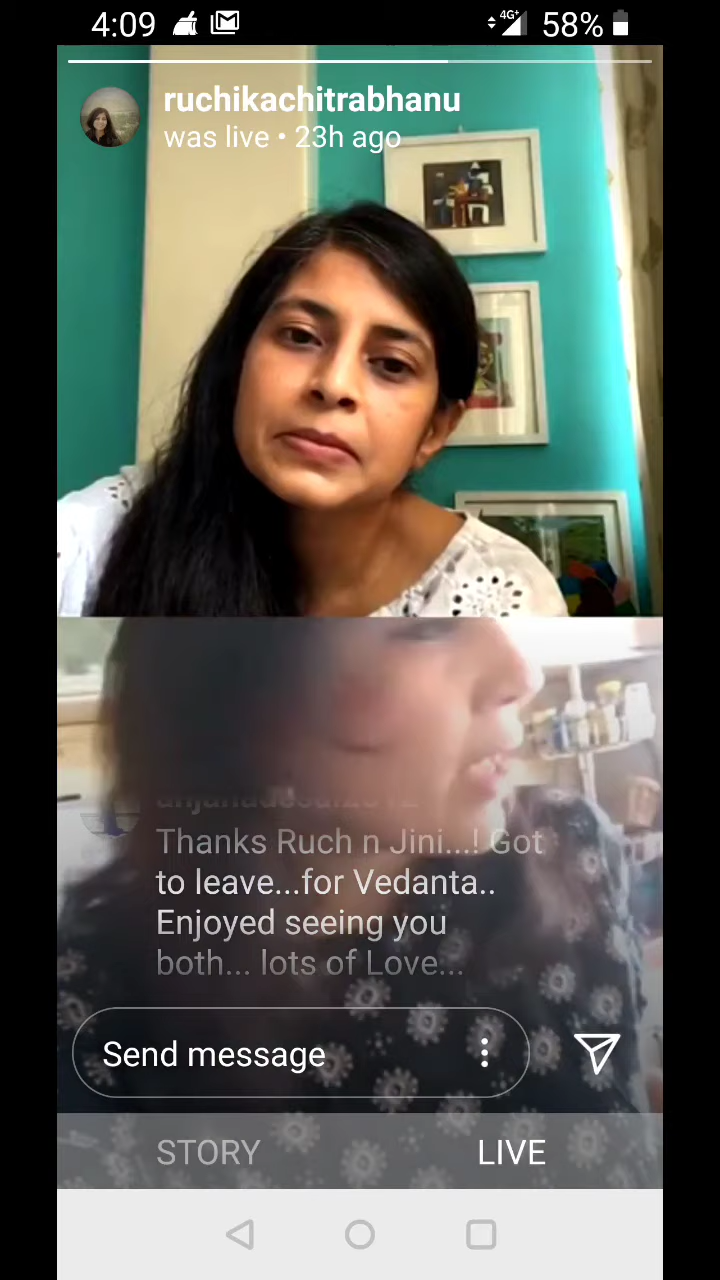 4:09 4G+ 58%
ruchikachitrabhanu
was live • 23h ago
Thanks Ruch n Jini...! Got
to leave...for Vedanta..
Enjoyed seeing you
both... lots of Love...
Send message
STORY LIVE